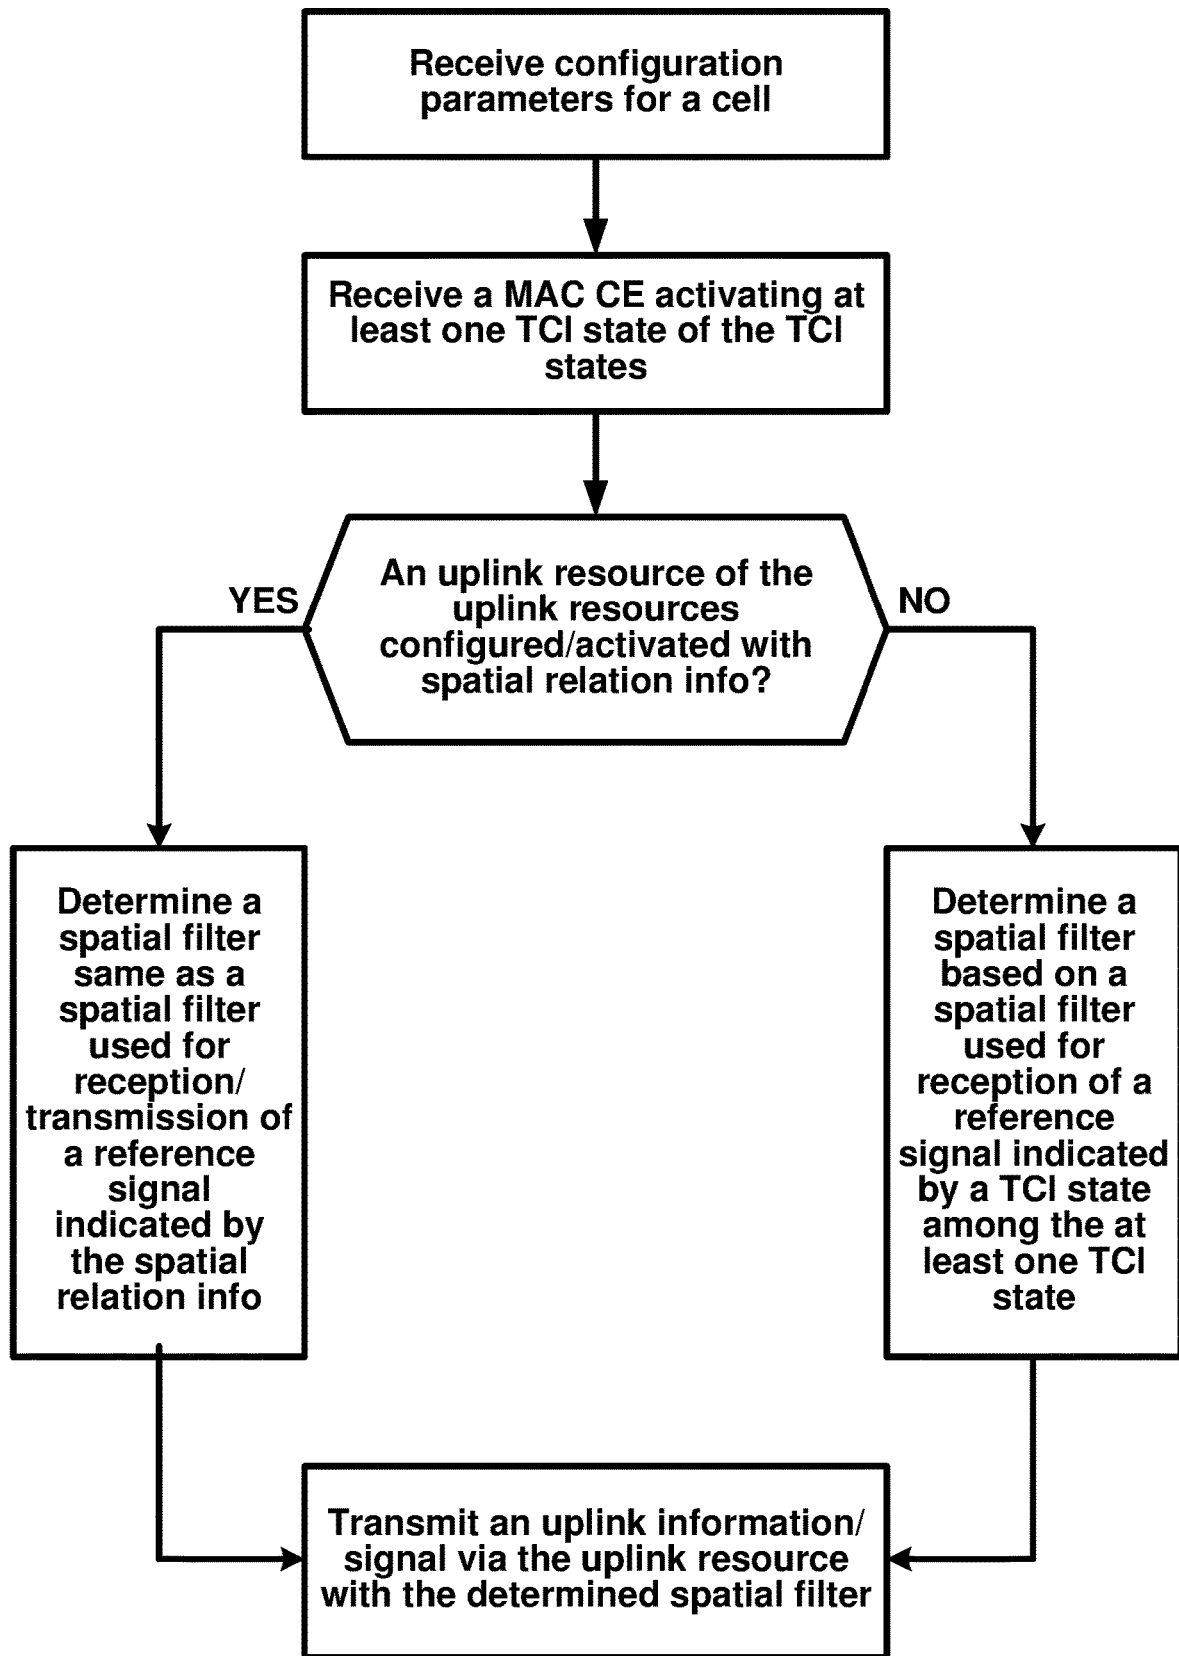 Receive configuration
parameters for a cell
Receive a MAC CE activating at
least one TCI state of the TCI
states
An uplink resource of the
uplink resources
configured/activated with
spatial relation info?
YES
NO
Determine a
spatial filter
same as a
spatial filter
used for
reception/
transmission of
a reference
signal
indicated by
the spatial
relation info
Determine a
spatial filter
based on a
spatial filter
used for
reception of a
reference
signal indicated
by a TCI state
among the at
least one TCI
state
Transmit an uplink information/
signal via the uplink resource
with the determined spatial filter